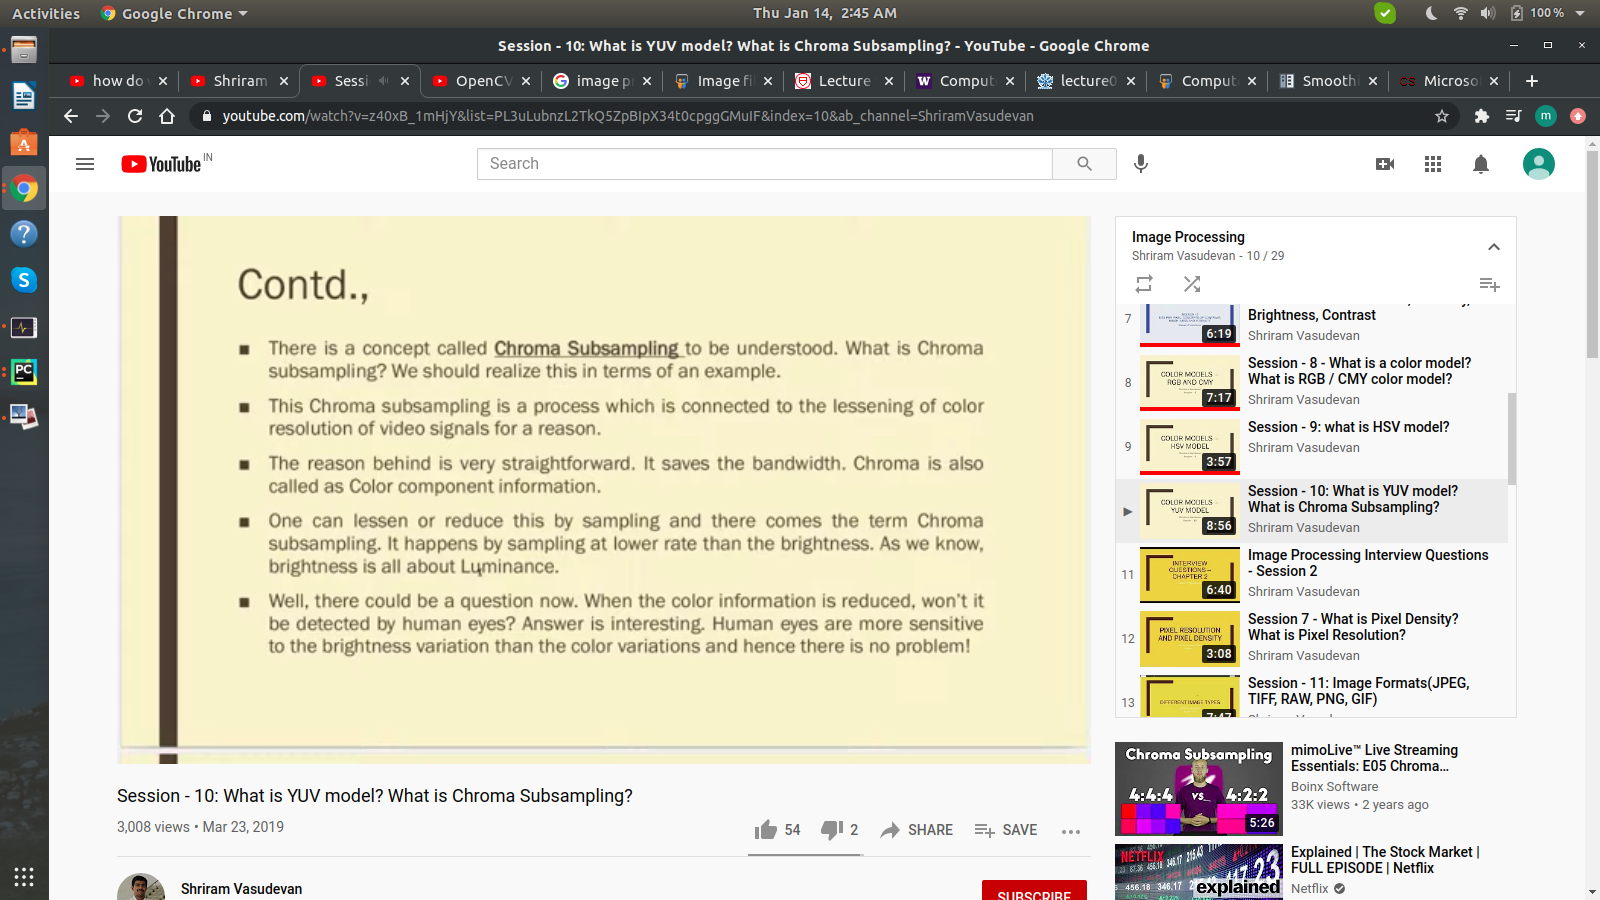 Activities
Google Chrome
Thu Jan 14, 2:45 AM
100 %
Session - 10: What is YUV model? What is Chroma Subsampling? - YouTube - Google Chrome
how do
Shriram
Sessi
OpenCV
image p
Image fi
Lecture
Comput
lecture0
Comput
Smooth
Microso
youtube.com/watch?v=z40xB_1mHjY&list=PL3uLubnzL2TkQ5ZpBIpX34t0cpggGMuIF&index=10&ab_channel=ShriramVasudevan
m
YouTube IN
Search
Contd.,
There is a concept called Chroma Subsampling to be understood. What is Chroma
subsampling? We should realize this in terms of an example.
This Chroma subsampling is a process which is connected to the lessening of color
resolution of video signals for a reason.
The reason behind is very straightforward. It saves the bandwidth. Chroma is also
called as Color component information.
One can lessen or reduce this by sampling and there comes the term Chroma
subsampling. It happens by sampling at lower rate than the brightness. As we know,
brightness is all about Luminance.
Well, there could be a question now. When the color information is reduced, won't it
be detected by human eyes? Answer is interesting. Human eyes are more sensitive
to the brightness variation than the color variations and hence there is no problem!
Session - 10: What is YUV model? What is Chroma Subsampling?
3,008 views • Mar 23, 2019
54
2
SHARE
SAVE
Shriram Vasudevan
SUBSCRIBE
Image Processing
Shriram Vasudevan - 10 / 29
7
6:19
Brightness, Contrast
Shriram Vasudevan
8
COLOR MODELS -
RGB AND CMY
7:17
Session - 8 - What is a color model?
What is RGB / CMY color model?
Shriram Vasudevan
9
COLOR MODELS -
HSV MODEL
3:57
Session - 9: what is HSV model?
Shriram Vasudevan
COLOR MODELS -
YUV MODEL
8:56
Session - 10: What is YUV model?
What is Chroma Subsampling?
Shriram Vasudevan
11
INTERVIEW
QUESTIONS -
CHAPTER 2
6:40
Image Processing Interview Questions
- Session 2
Shriram Vasudevan
12
PIXEL RESOLUTION
AND PIXEL DENSITY
3:08
Session 7 - What is Pixel Density?
What is Pixel Resolution?
Shriram Vasudevan
13
DIFFERENT IMAGE TYPES
7:47
Session - 11: Image Formats(JPEG,
TIFF, RAW, PNG, GIF)
Chroma Subsampling
4:4:4 VS. 4:2:2
5:26
mimoLive™ Live Streaming
Essentials: E05 Chroma...
Boinx Software
33K views • 2 years ago
NETFLIX
explained
Explained | The Stock Market |
FULL EPISODE | Netflix
Netflix
PC